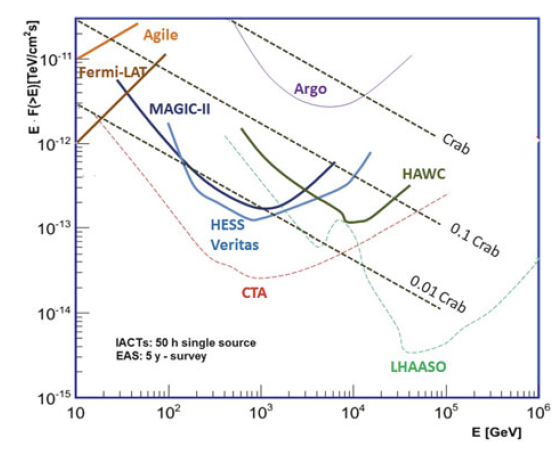 E · F(>E)[TeV/cm²s]
10⁻¹¹
10⁻¹²
10⁻¹³
10⁻¹⁴
10⁻¹⁵
Agile
Fermi-LAT
Argo
MAGIC-II
Crab
HAWC
HESS
Veritas
0.1 Crab
CTA
0.01 Crab
IACTs: 50 h single source
EAS: 5 y - survey
LHAASO
10 10² 10³ 10⁴ 10⁵ 10⁶
E [GeV]